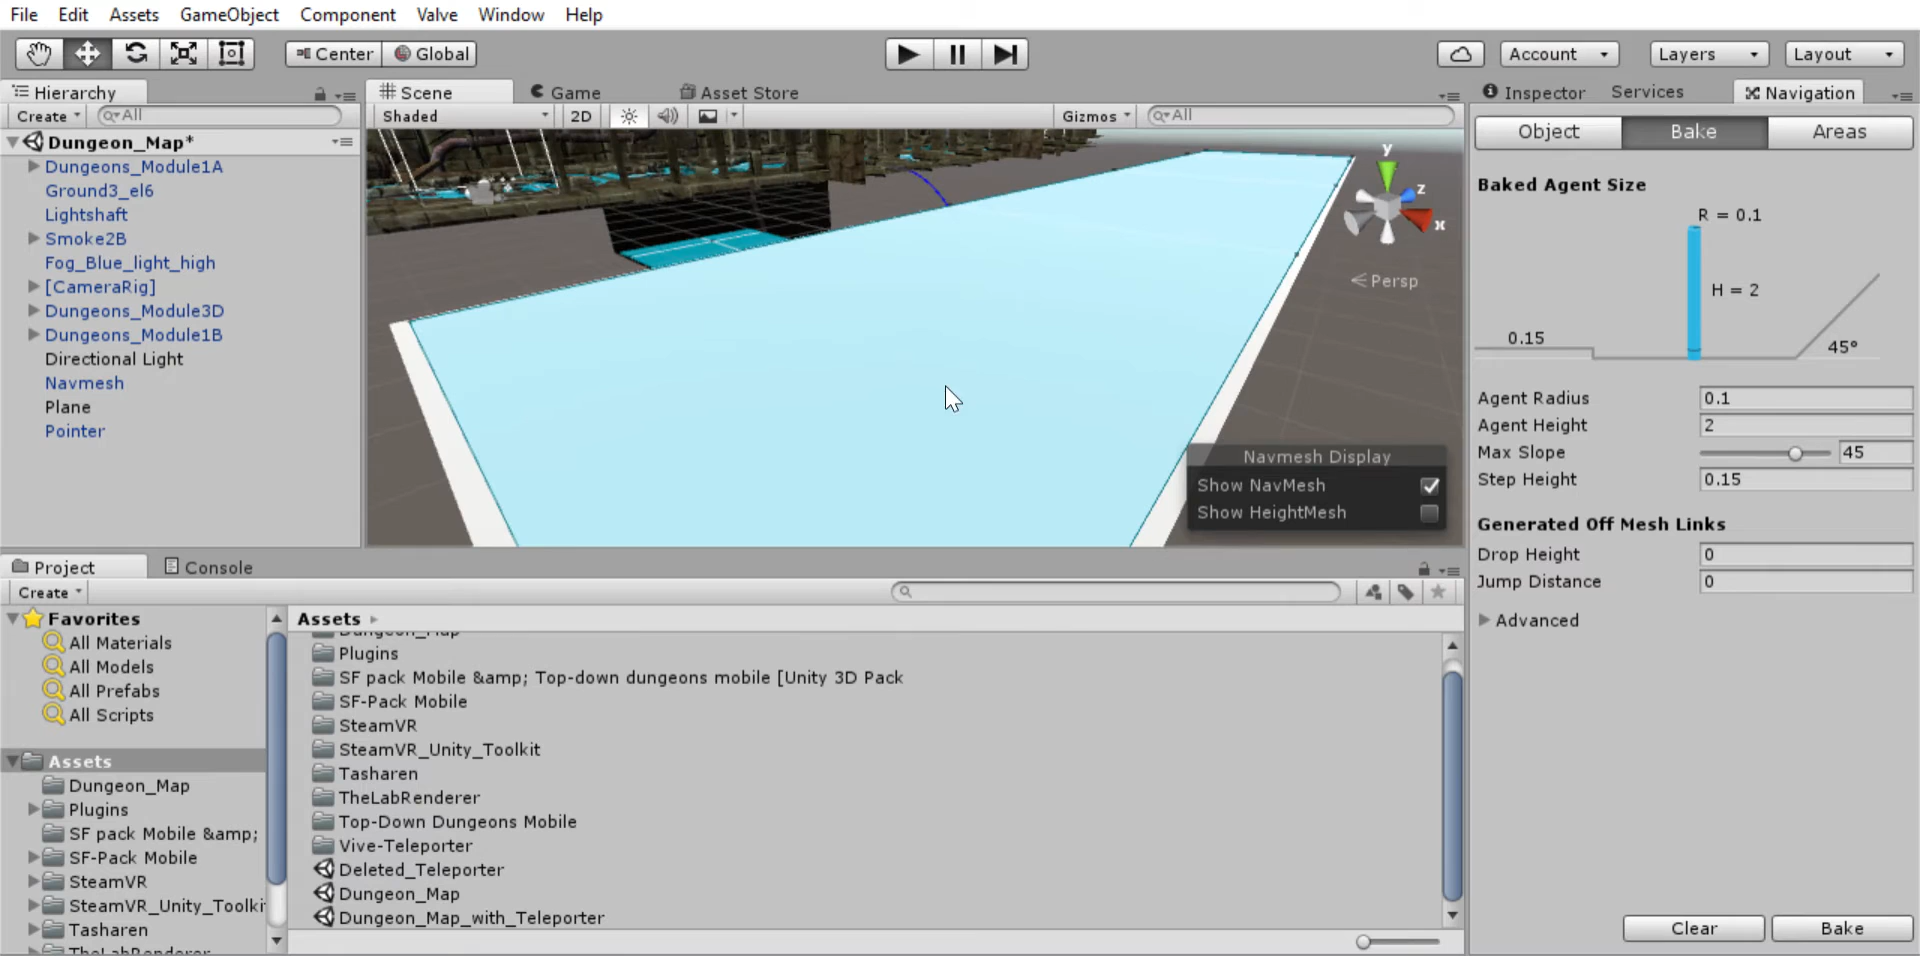 File Edit Assets GameObject Component Valve Window Help
Center Global Account Layers Layout
Hierarchy
Create All
Dungeon_Map*
Dungeons_Module1A
Ground3_el6
Lightshaft
Smoke2B
Fog_Blue_light_high
[CameraRig]
Dungeons_Module3D
Dungeons_Module1B
Directional Light
Navmesh
Plane
Pointer
Scene Game Asset Store
Shaded 2D Gizmos All
y
z
x
Persp
Navmesh Display
Show NavMesh
Show HeightMesh
Inspector Services Navigation
Object Bake Areas
Baked Agent Size
R = 0.1
H = 2
0.15
45°
Agent Radius 0.1
Agent Height 2
Max Slope 45
Step Height 0.15
Generated Off Mesh Links
Drop Height 0
Jump Distance 0
Advanced
Clear Bake
Project Console
Create
Favorites
All Materials
All Models
All Prefabs
All Scripts
Assets
Dungeon_Map
Plugins
SF pack Mobile &amp;
SF-Pack Mobile
SteamVR
SteamVR_Unity_Toolki
Tasharen
TheLabRenderer
Assets
Dungeon_Map
Plugins
SF pack Mobile &amp; Top-down dungeons mobile [Unity 3D Pack
SF-Pack Mobile
SteamVR
SteamVR_Unity_Toolkit
Tasharen
TheLabRenderer
Top-Down Dungeons Mobile
Vive-Teleporter
Deleted_Teleporter
Dungeon_Map
Dungeon_Map_with_Teleporter